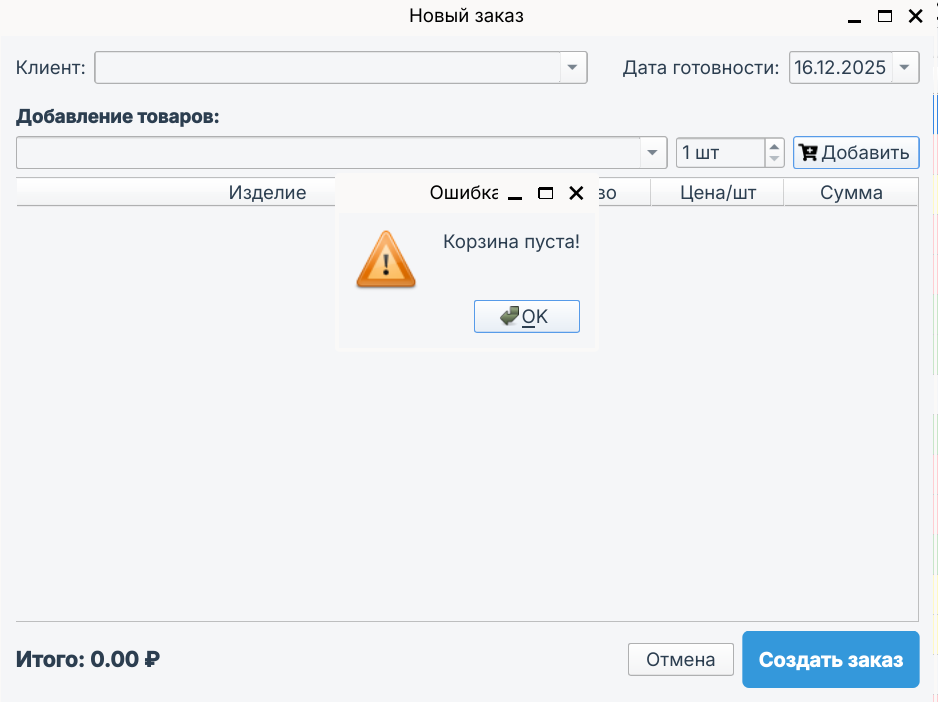 Новый заказ
Клиент: Дата готовности: 16.12.2025
Добавление товаров:
1 шт Добавить
Изделие во Цена/шт Сумма
Ошибка
Корзина пуста!
OK
Итого: 0.00 ₽ Отмена Создать заказ